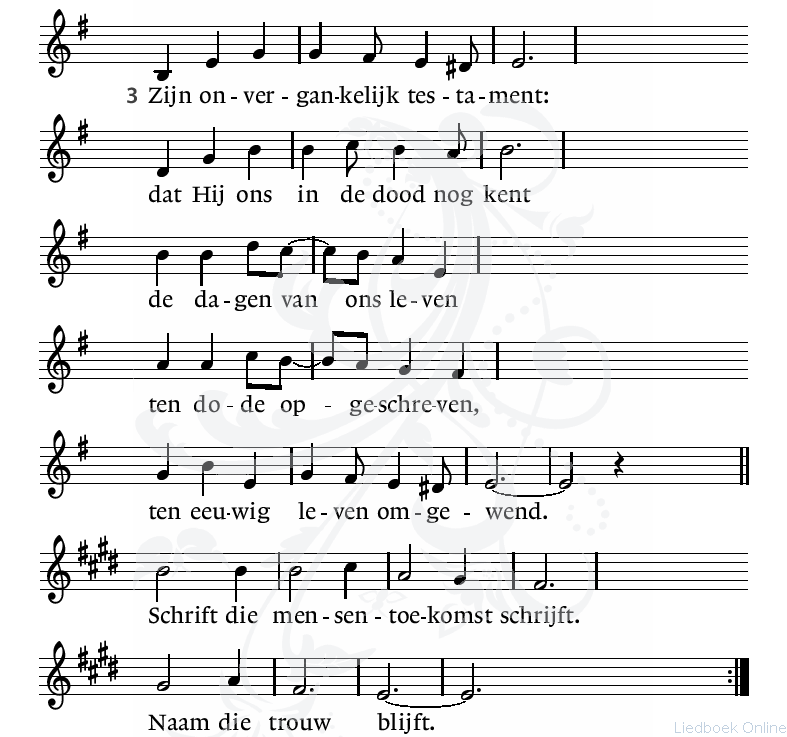 3 Zijn on - ver - gan-kelijk tes - ta - ment:
dat Hij ons in de dood nog kent
de da - gen van ons le - ven
ten do - de op - ge-schre-ven,
ten eeu-wig le - ven om - ge - wend.
Schrift die men - sen - toe-komst schrijft.
Naam die trouw blijft.
Liedboek Online